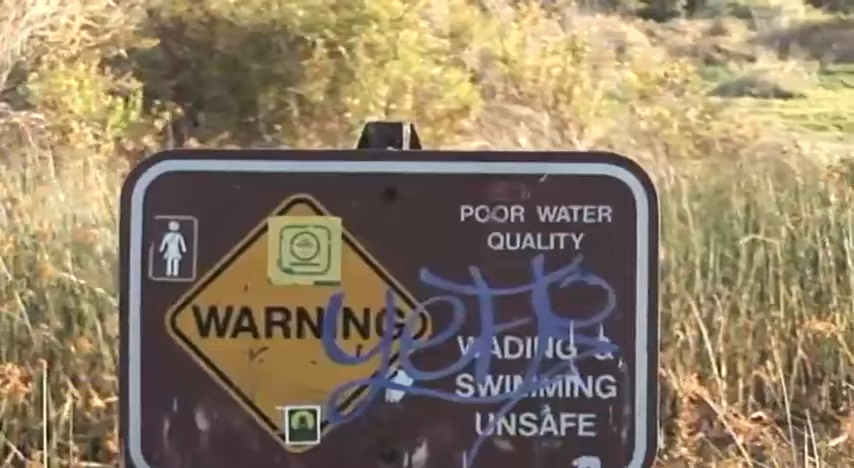 POOR WATER
QUALITY
WARNING
WADING &
SWIMMING
UNSAFE